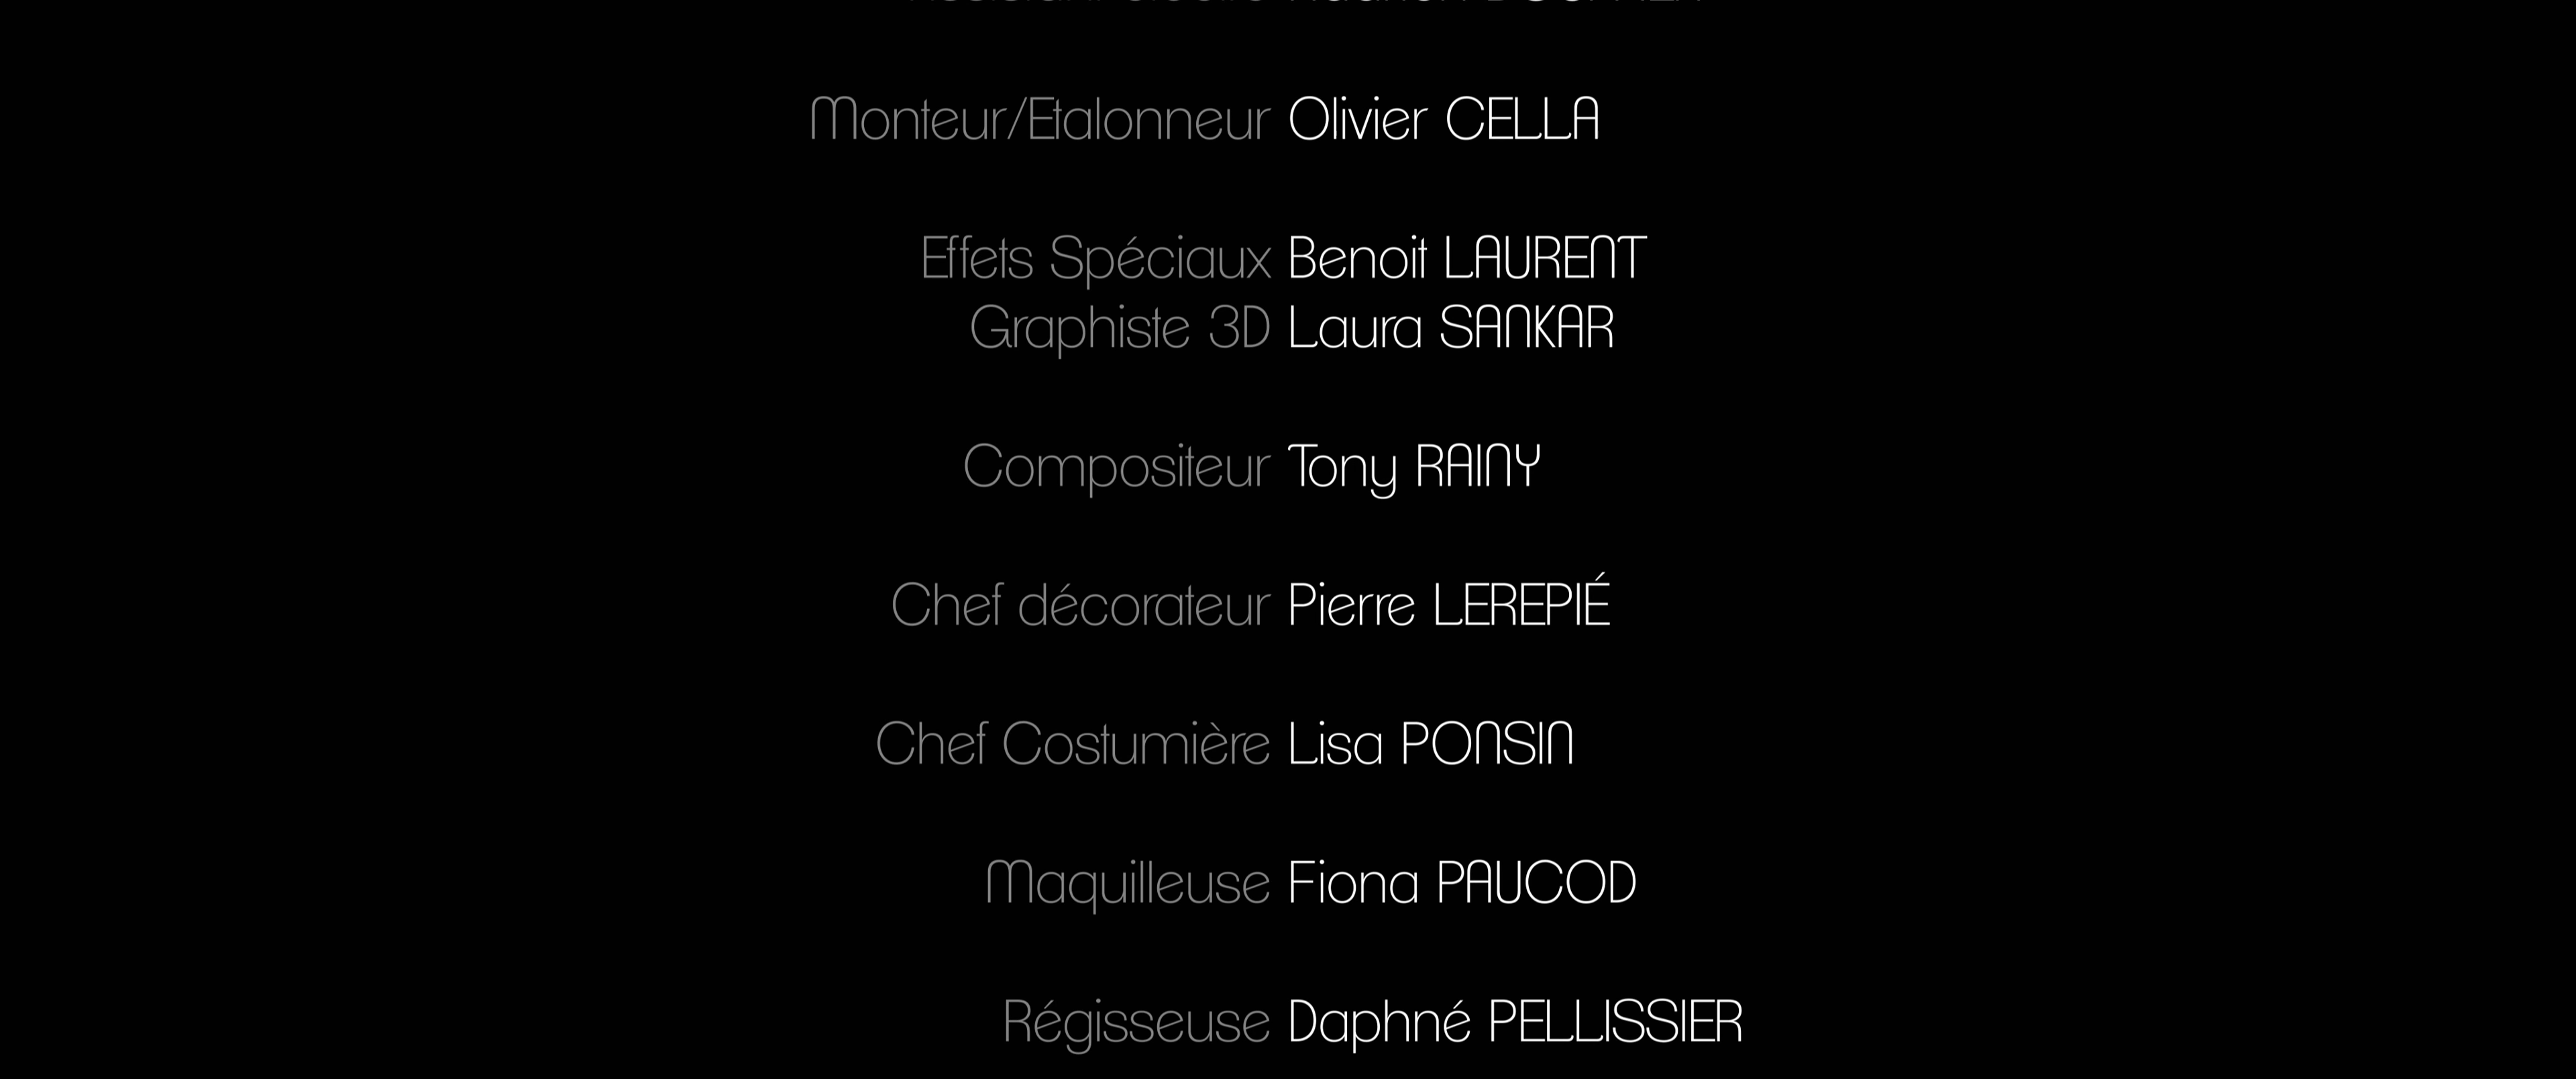 Monteur/Etalonneur Olivier CELLA
Effets Spéciaux Benoit LAURENT
Graphiste 3D Laura SANKAR
Compositeur Tony RAINY
Chef décorateur Pierre LEREPIÉ
Chef Costumière Lisa PONSIN
Maquilleuse Fiona PAUCOD
Régisseuse Daphné PELLISSIER